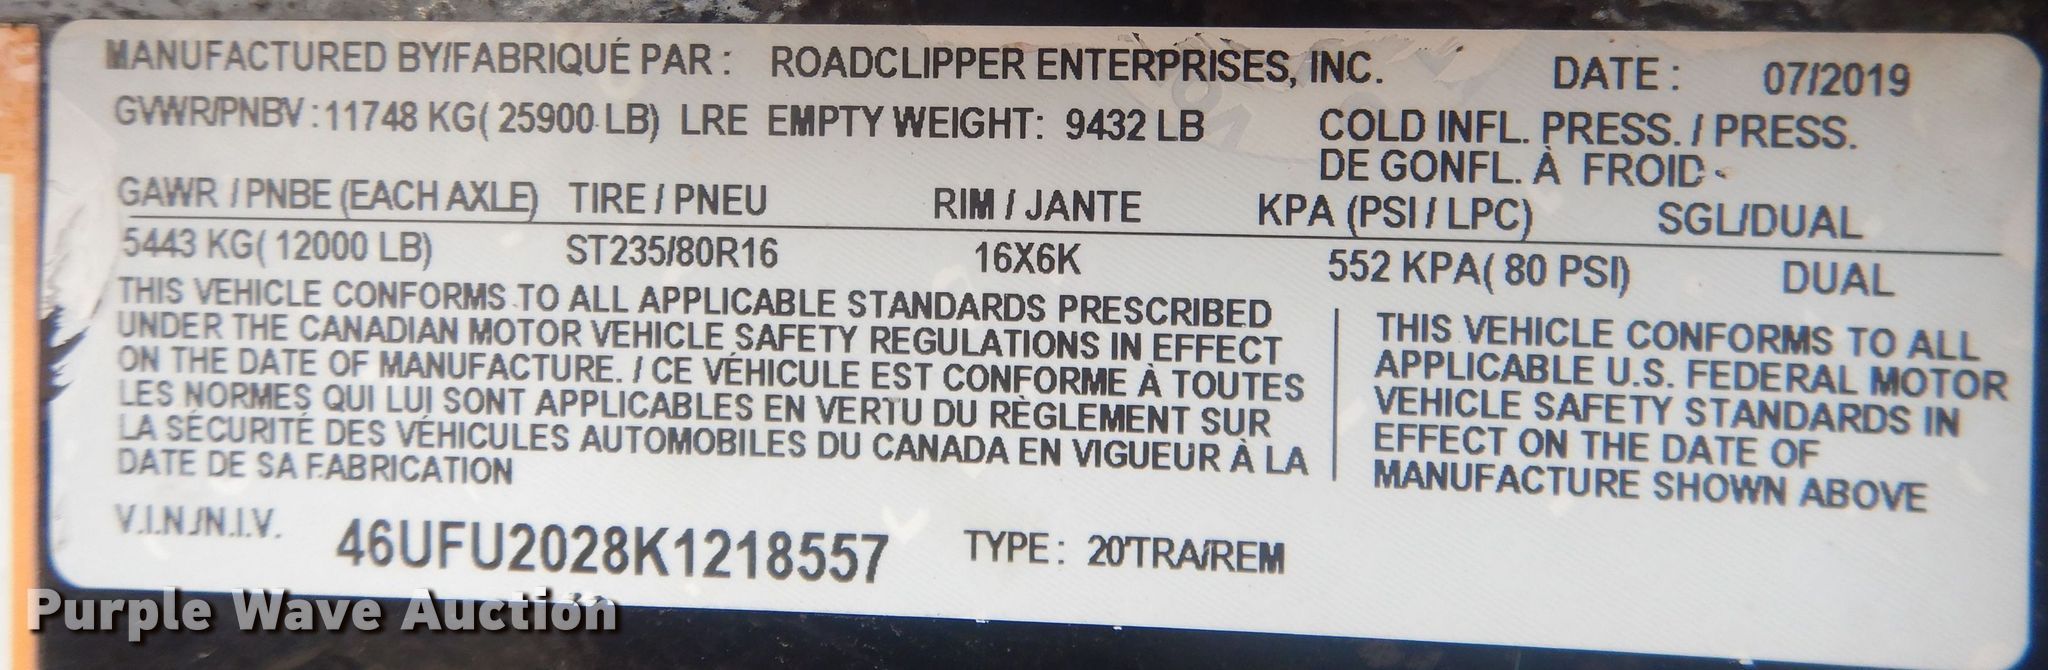 MANUFACTURED BY/FABRIQUÉ PAR : ROADCLIPPER ENTERPRISES, INC. DATE : 07/2019
GVWR/PNBV : 11748 KG( 25900 LB) LRE EMPTY WEIGHT: 9432 LB COLD INFL. PRESS. / PRESS.
DE GONFL. À FROID
GAWR / PNBE (EACH AXLE) TIRE / PNEU RIM / JANTE KPA (PSI / LPC) SGL/DUAL
5443 KG( 12000 LB) ST235/80R16 16X6K 552 KPA( 80 PSI) DUAL
THIS VEHICLE CONFORMS TO ALL APPLICABLE STANDARDS PRESCRIBED
UNDER THE CANADIAN MOTOR VEHICLE SAFETY REGULATIONS IN EFFECT
ON THE DATE OF MANUFACTURE. / CE VÉHICULE EST CONFORME À TOUTES
LES NORMES QUI LUI SONT APPLICABLES EN VERTU DU RÈGLEMENT SUR
LA SÉCURITÉ DES VÉHICULES AUTOMOBILES DU CANADA EN VIGUEUR À LA
DATE DE SA FABRICATION
THIS VEHICLE CONFORMS TO ALL
APPLICABLE U.S. FEDERAL MOTOR
VEHICLE SAFETY STANDARDS IN
EFFECT ON THE DATE OF
MANUFACTURE SHOWN ABOVE
V.I.N./N.I.V. 46UFU2028K1218557 TYPE : 20'TRA/REM
Purple Wave Auction